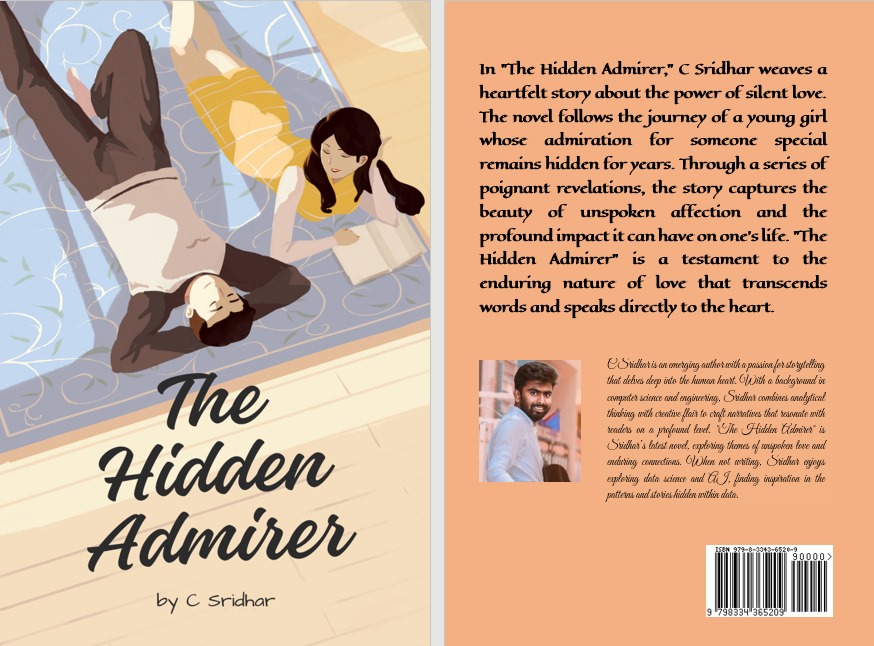 The
Hidden
Admirer
by C Sridhar
In "The Hidden Admirer," C Sridhar weaves a
heartfelt story about the power of silent love.
The novel follows the journey of a young girl
whose admiration for someone special
remains hidden for years. Through a series of
poignant revelations, the story captures the
beauty of unspoken affection and the
profound impact it can have on one's life. "The
Hidden Admirer" is a testament to the
enduring nature of love that transcends
words and speaks directly to the heart.
C Sridhar is an emerging author with a passion for storytelling
that delves deep into the human heart. With a background in
computer science and engineering, Sridhar combines analytical
thinking with creative flair to craft narratives that resonate with
readers on a profound level. "The Hidden Admirer" is
Sridhar's latest novel, exploring themes of unspoken love and
enduring connections. When not writing, Sridhar enjoys
exploring data science and AI, finding inspiration in the
patterns and stories hidden within data.
ISBN 979-8-3343-6520-9
90000>
9 798334 365209